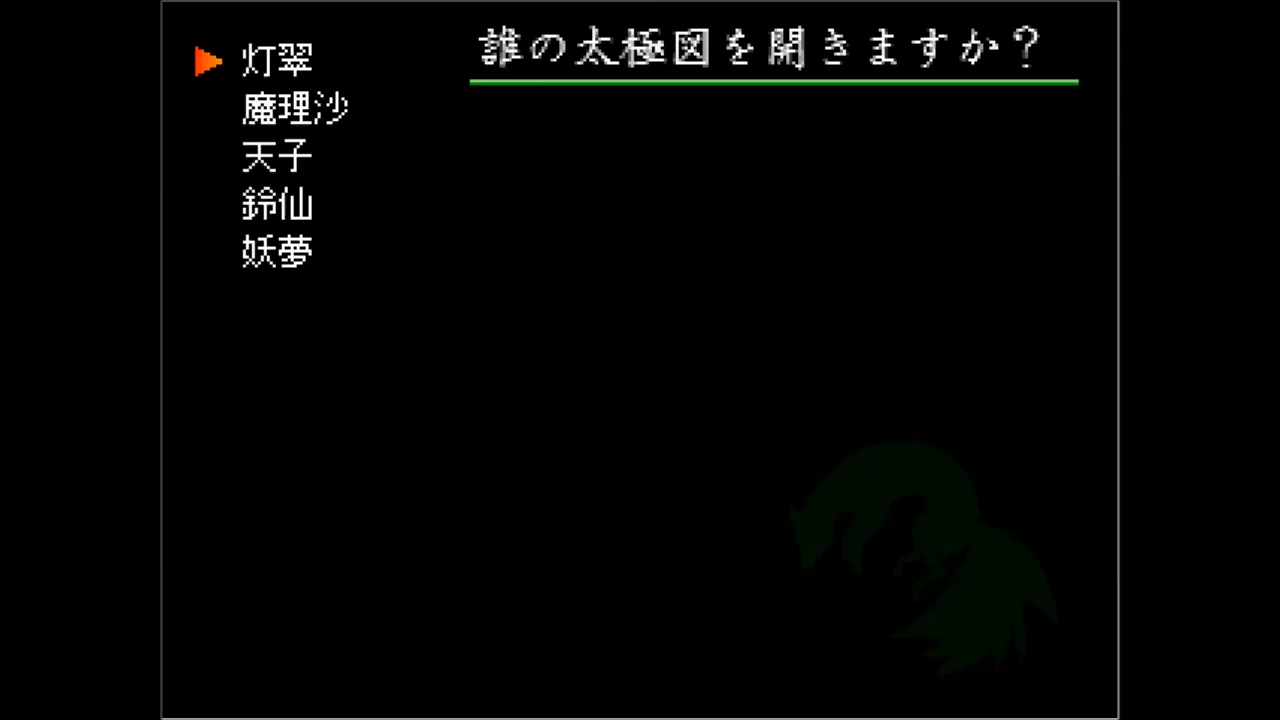 誰の太極図を開きますか？
灯翠
魔理沙
天子
鈴仙
妖夢